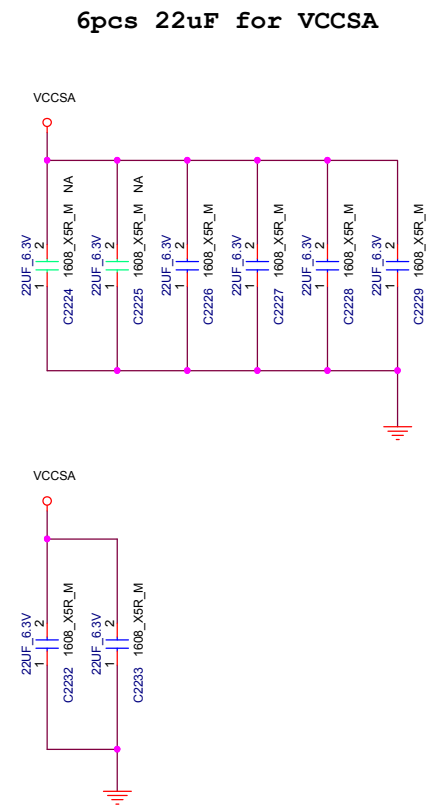 6pcs 22uF for VCCSA
VCCSA
22UF_6.3V
1
2
1608_X5R_M NA
C2224
22UF_6.3V
1
2
1608_X5R_M NA
C2225
22UF_6.3V
1
2
1608_X5R_M
C2226
22UF_6.3V
1
2
1608_X5R_M
C2227
22UF_6.3V
1
2
1608_X5R_M
C2228
22UF_6.3V
1
2
1608_X5R_M
C2229
VCCSA
22UF_6.3V
1
2
1608_X5R_M
C2232
22UF_6.3V
1
2
1608_X5R_M
C2233